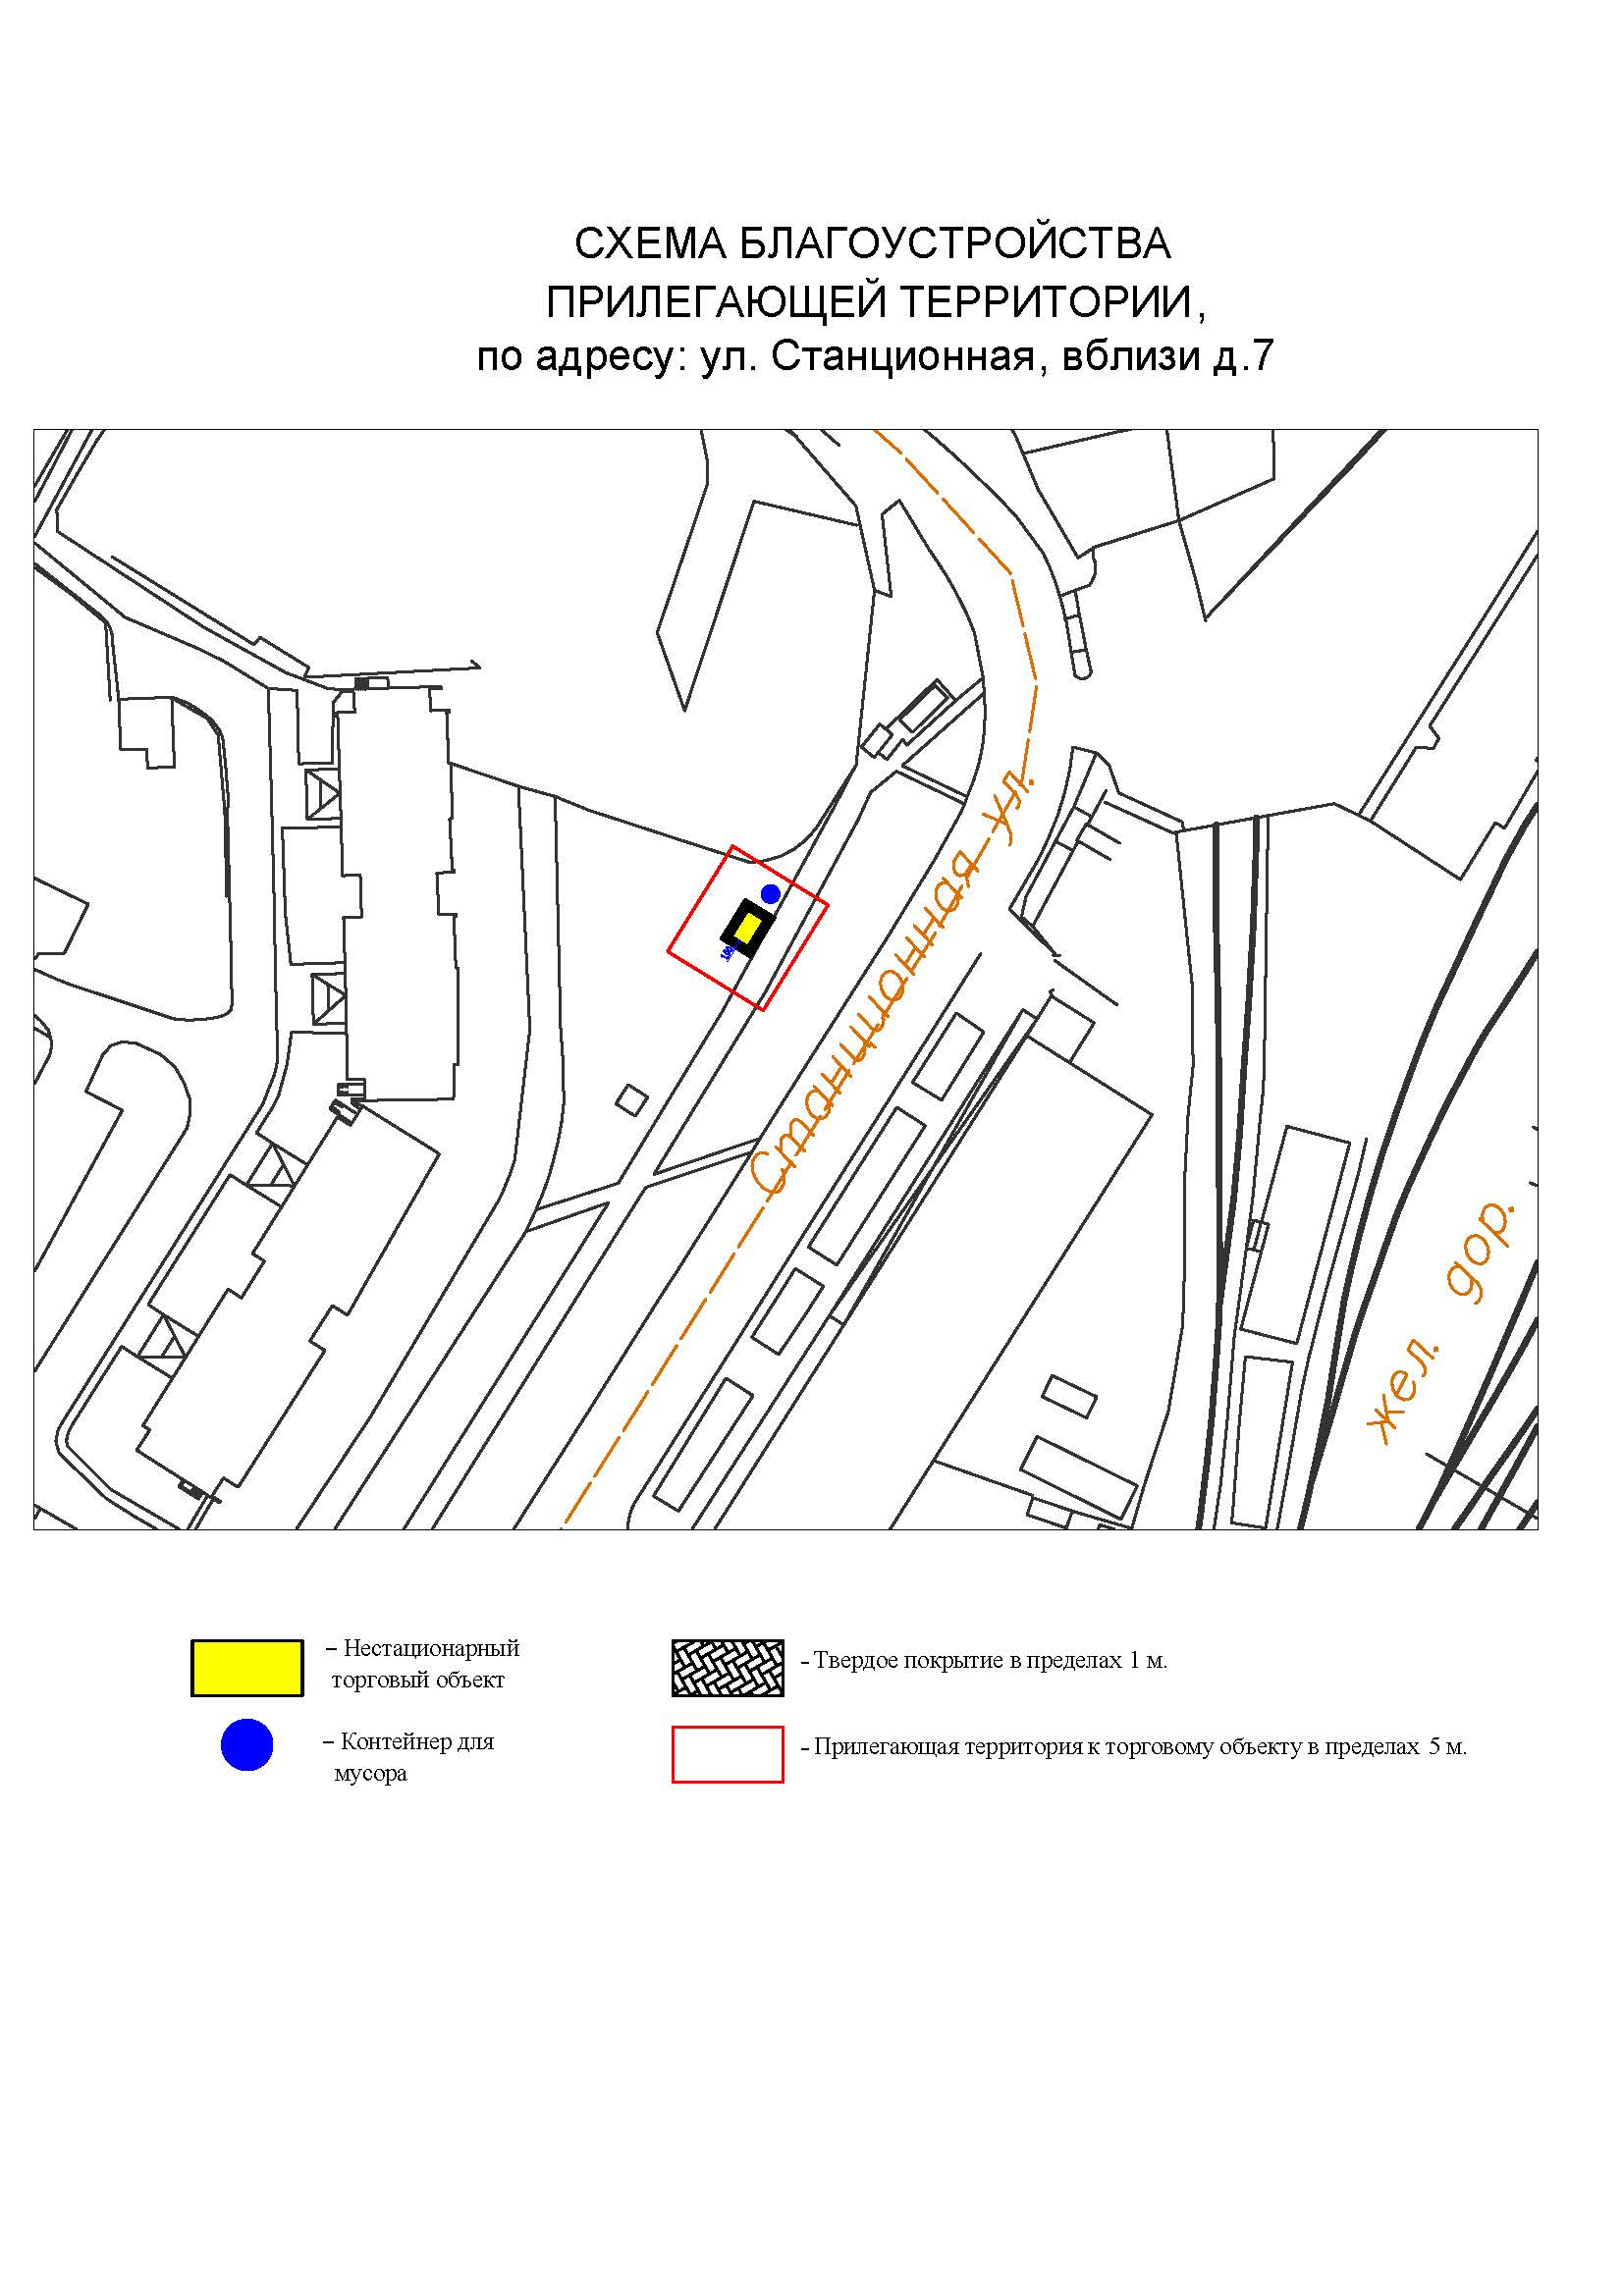 СХЕМА БЛАГОУСТРОЙСТВА
ПРИЛЕГАЮЩЕЙ ТЕРРИТОРИИ,
по адресу: ул. Станционная, вблизи д.7
Станционная ул.
жел. дор.
– Нестационарный
торговый объект
– Твердое покрытие в пределах 1 м.
– Контейнер для
мусора
– Прилегающая территория к торговому объекту в пределах 5 м.